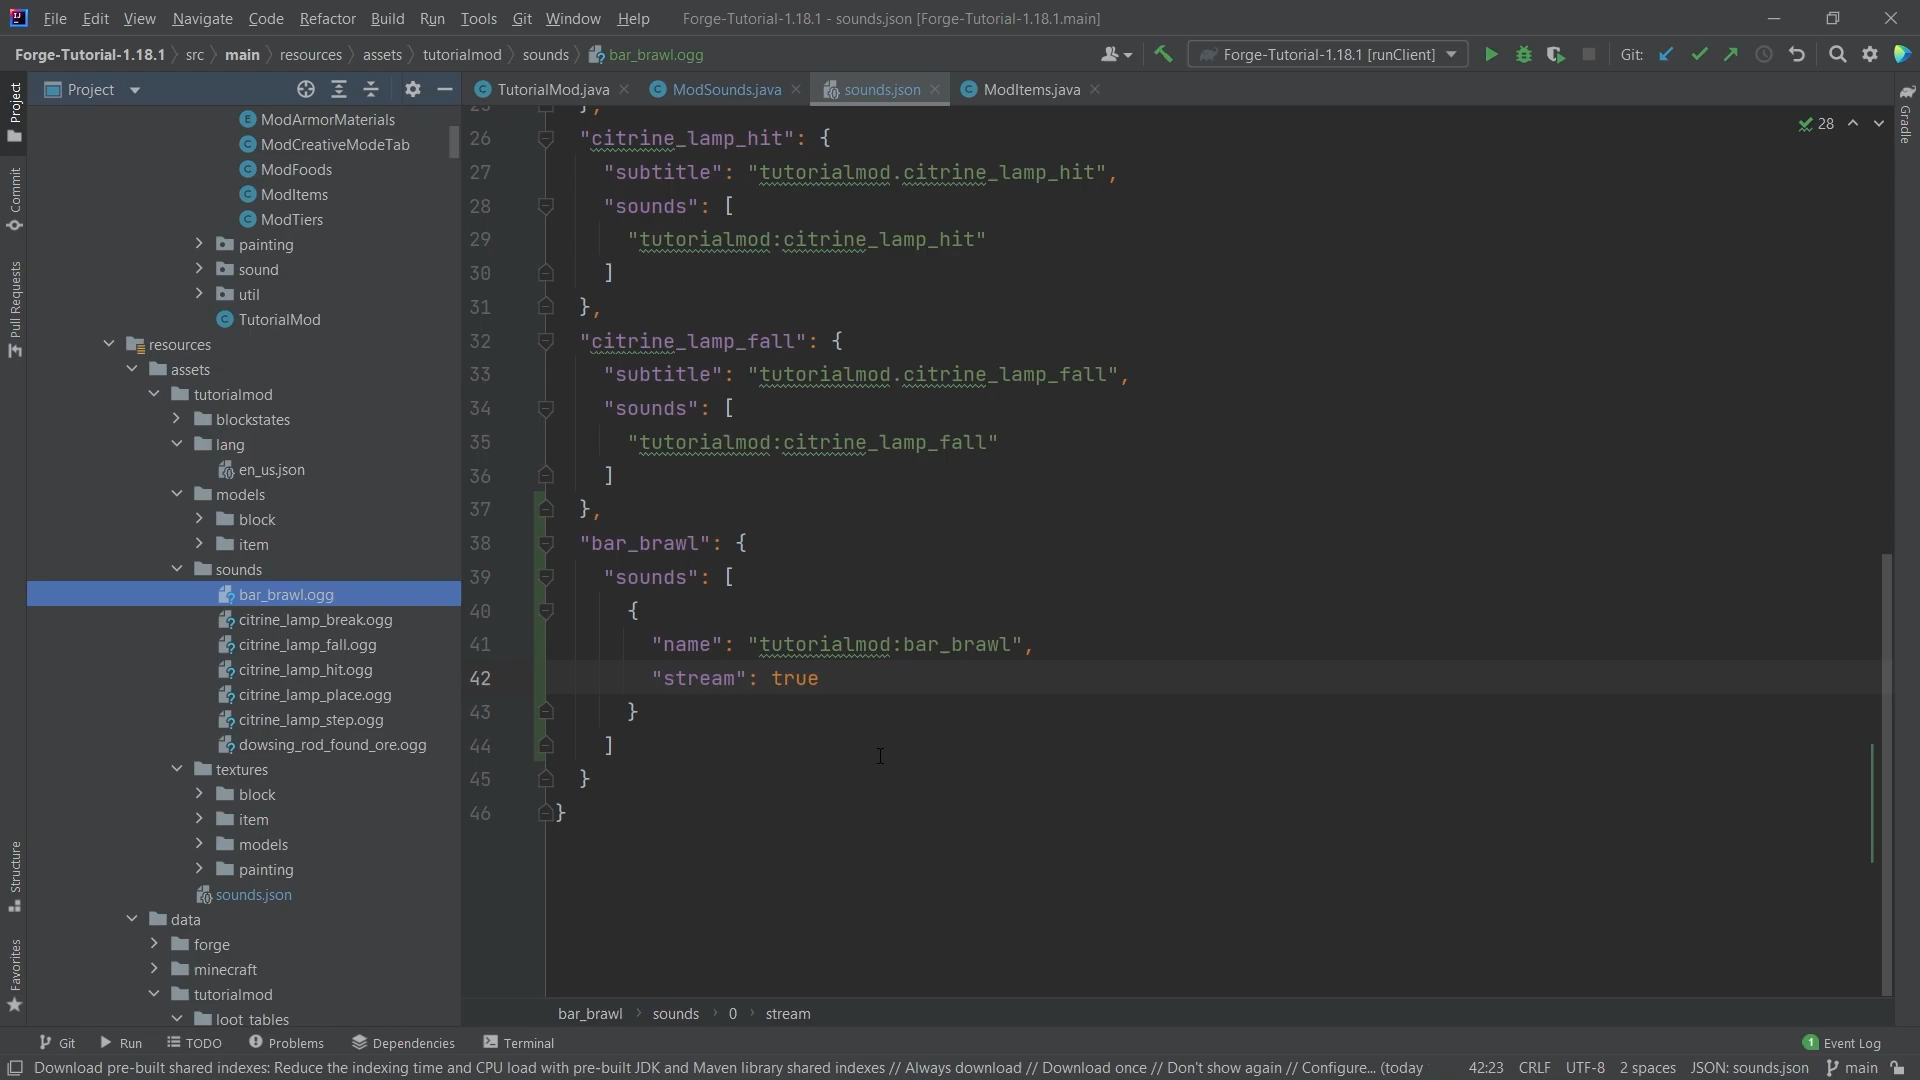 File Edit View Navigate Code Refactor Build Run Tools Git Window Help Forge-Tutorial-1.18.1 - sounds.json [Forge-Tutorial-1.18.1.main]
Forge-Tutorial-1.18.1 src main resources assets tutorialmod sounds bar_brawl.ogg Forge-Tutorial-1.18.1 [runClient] Git:
Project TutorialMod.java ModSounds.java sounds.json ModItems.java
Project
Commit
Pull Requests
Structure
Favorites
Gradle
ModArmorMaterials
ModCreativeModeTab
ModFoods
ModItems
ModTiers
painting
sound
util
TutorialMod
resources
assets
tutorialmod
blockstates
lang
en_us.json
models
block
item
sounds
bar_brawl.ogg
citrine_lamp_break.ogg
citrine_lamp_fall.ogg
citrine_lamp_hit.ogg
citrine_lamp_place.ogg
citrine_lamp_step.ogg
dowsing_rod_found_ore.ogg
textures
block
item
models
painting
sounds.json
data
forge
minecraft
tutorialmod
loot_tables
28
25 },
26 "citrine_lamp_hit": {
27 "subtitle": "tutorialmod.citrine_lamp_hit",
28 "sounds": [
29 "tutorialmod:citrine_lamp_hit"
30 ]
31 },
32 "citrine_lamp_fall": {
33 "subtitle": "tutorialmod.citrine_lamp_fall",
34 "sounds": [
35 "tutorialmod:citrine_lamp_fall"
36 ]
37 },
38 "bar_brawl": {
39 "sounds": [
40 {
41 "name": "tutorialmod:bar_brawl",
42 "stream": true
43 }
44 ]
45 }
46 }
bar_brawl sounds 0 stream
Git Run TODO Problems Dependencies Terminal 1 Event Log
Download pre-built shared indexes: Reduce the indexing time and CPU load with pre-built JDK and Maven library shared indexes // Always download // Download once // Don't show again // Configure... (today 42:23 CRLF UTF-8 2 spaces JSON: sounds.json main